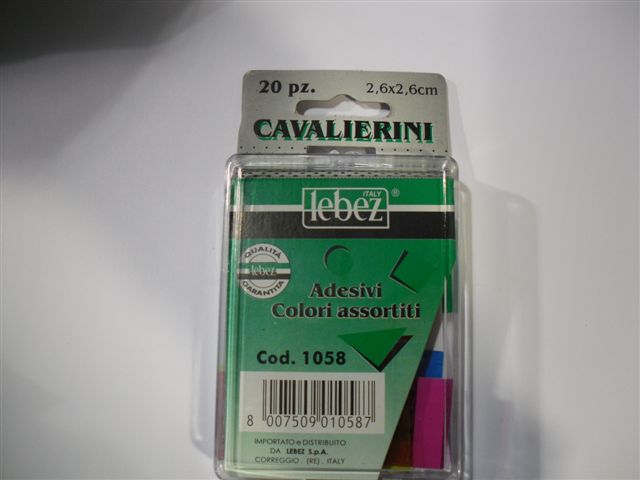 20 pz. 2,6x2,6cm
CAVALIERINI
ITALY
lebez ®
QUALITÀ
lebez
GARANTITA
Adesivi
Colori assortiti
Cod. 1058
8 007509 010587
IMPORTATO e DISTRIBUITO
DA LEBEZ S.p.A.
CORREGGIO . (RE) . ITALY